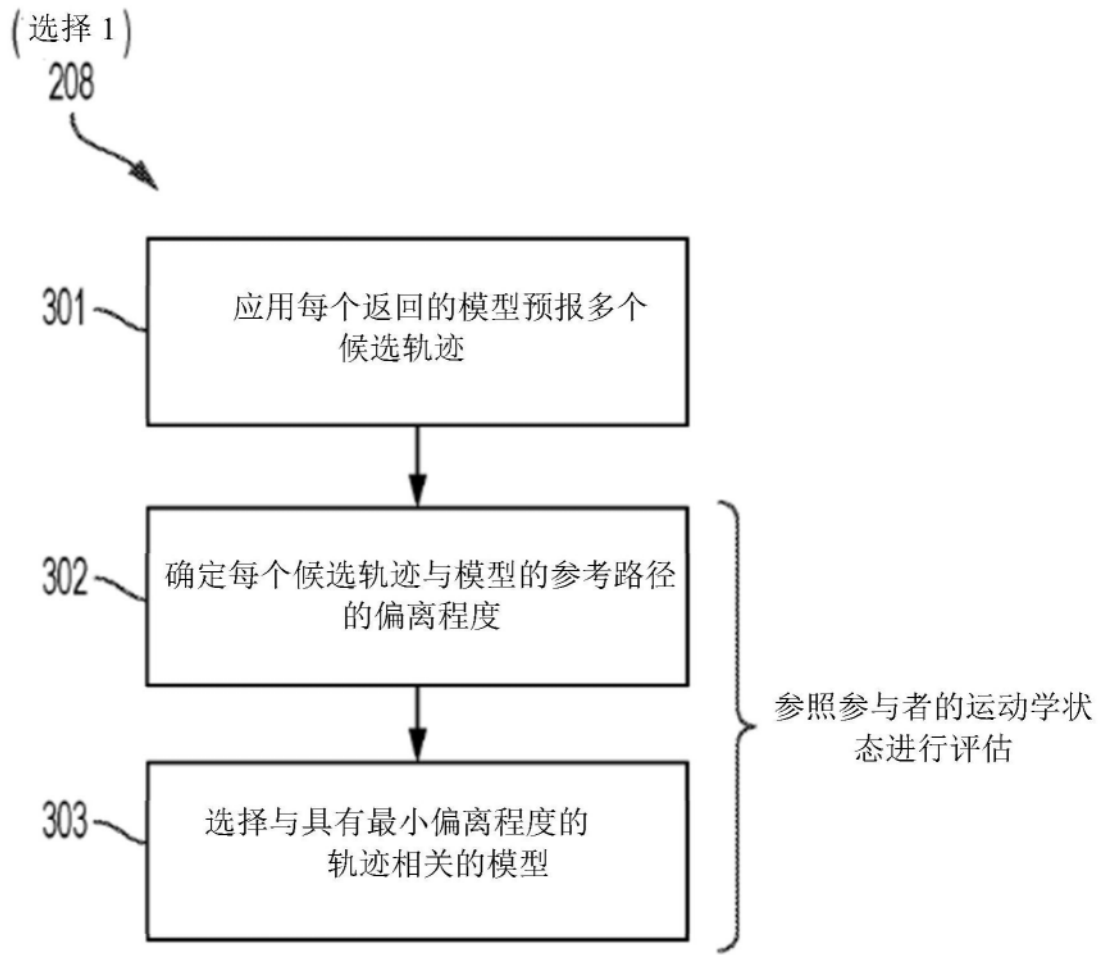 (选择 1)
208
301
应用每个返回的模型预报多个
候选轨迹
302
确定每个候选轨迹与模型的参考路径
的偏离程度
参照参与者的运动学状
态进行评估
303
选择与具有最小偏离程度的
轨迹相关的模型